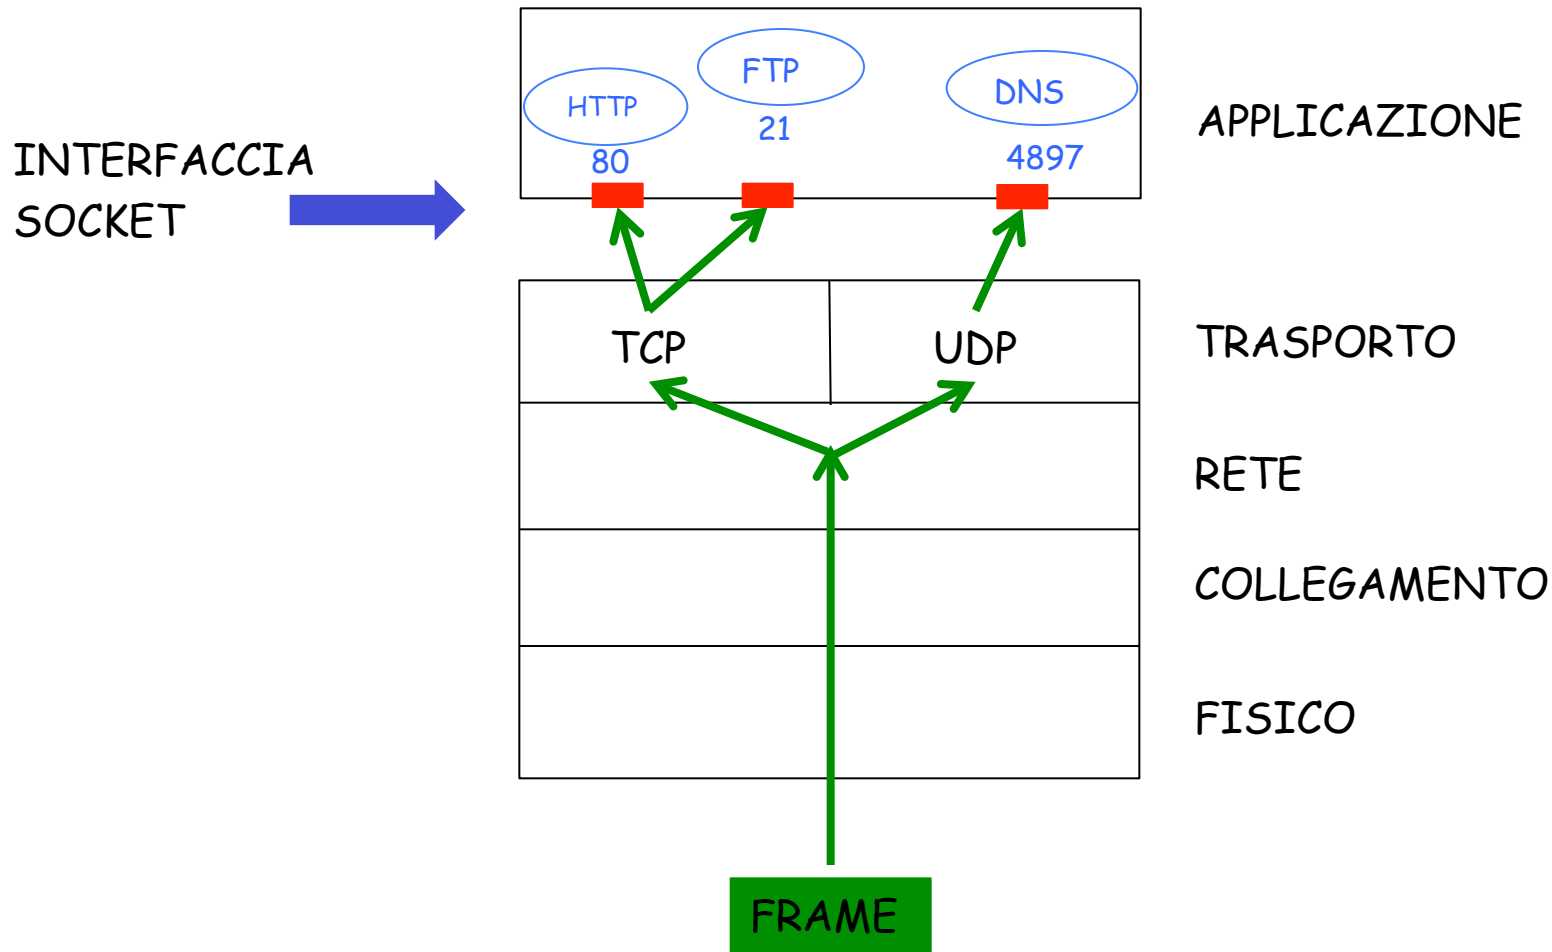 HTTP
80
FTP
21
DNS
4897
APPLICAZIONE
INTERFACCIA
SOCKET
TCP
UDP
TRASPORTO
RETE
COLLEGAMENTO
FISICO
FRAME